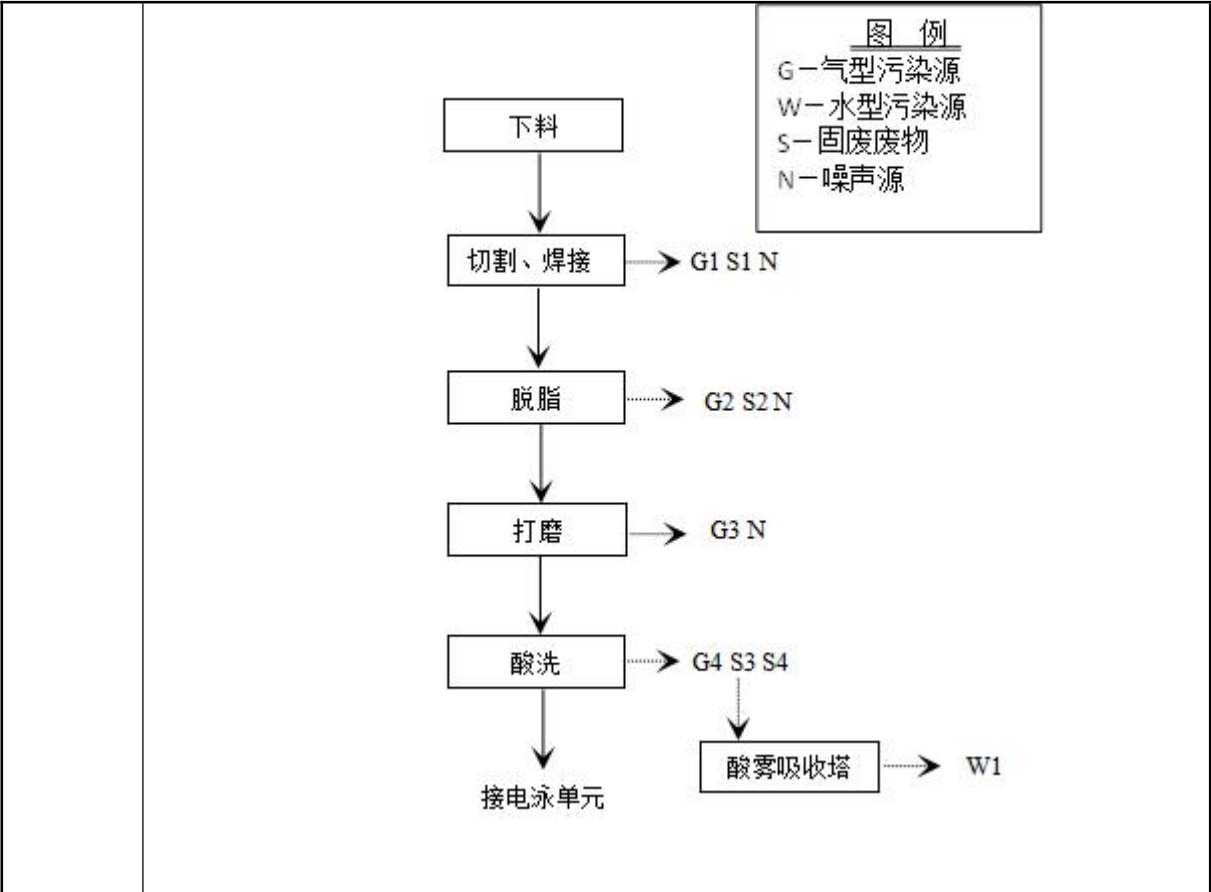 图 例
G－气型污染源
W－水型污染源
S－固废废物
N－噪声源
下料
切割、焊接
G1 S1 N
脱脂
G2 S2 N
打磨
G3 N
酸洗
G4 S3 S4
酸雾吸收塔
W1
接电泳单元